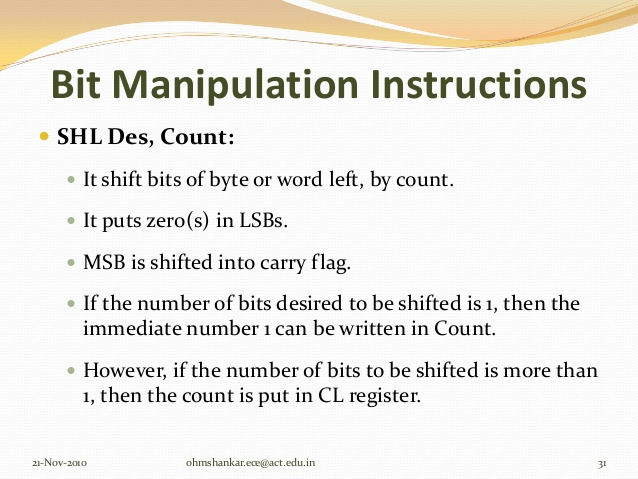 Bit Manipulation Instructions
• SHL Des, Count:
• It shift bits of byte or word left, by count.
• It puts zero(s) in LSBs.
• MSB is shifted into carry flag.
• If the number of bits desired to be shifted is 1, then the
immediate number 1 can be written in Count.
• However, if the number of bits to be shifted is more than
1, then the count is put in CL register.
21-Nov-2010 ohmshankar.ece@act.edu.in 31